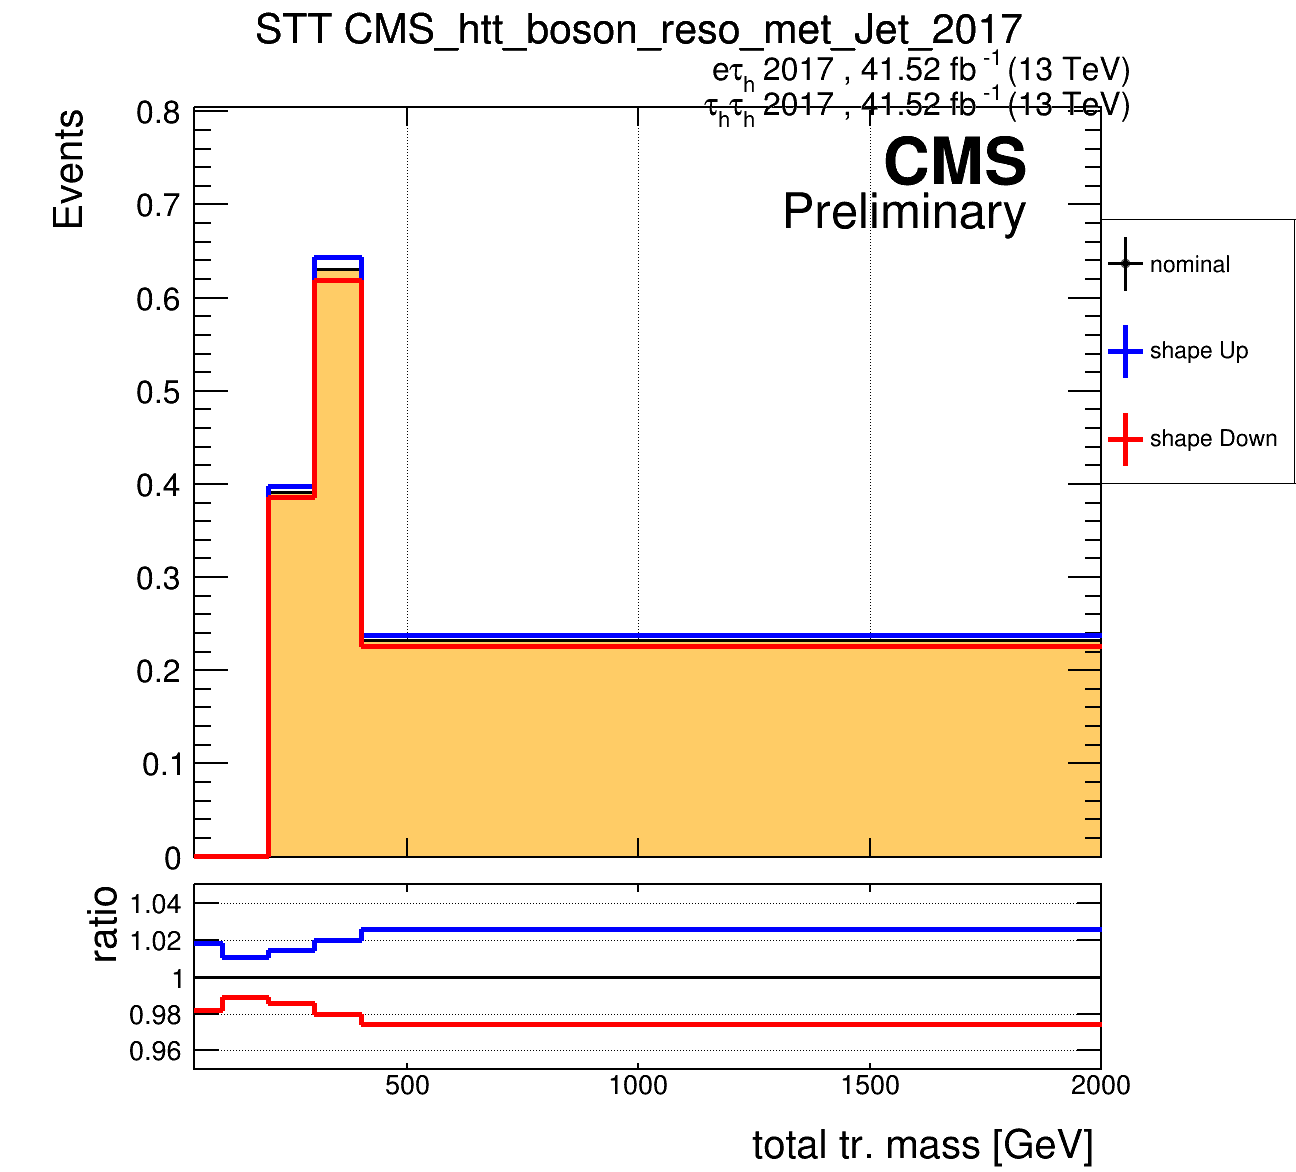 STT CMS_htt_boson_reso_met_Jet_2017
eτh 2017 , 41.52 fb -1 (13 TeV)
τhτh 2017 , 41.52 fb -1 (13 TeV)
CMS
Preliminary
Events
0.8
0.7
0.6
0.5
0.4
0.3
0.2
0.1
0
nominal
shape Up
shape Down
ratio
1.04
1.02
1
0.98
0.96
500
1000
1500
2000
total tr. mass [GeV]